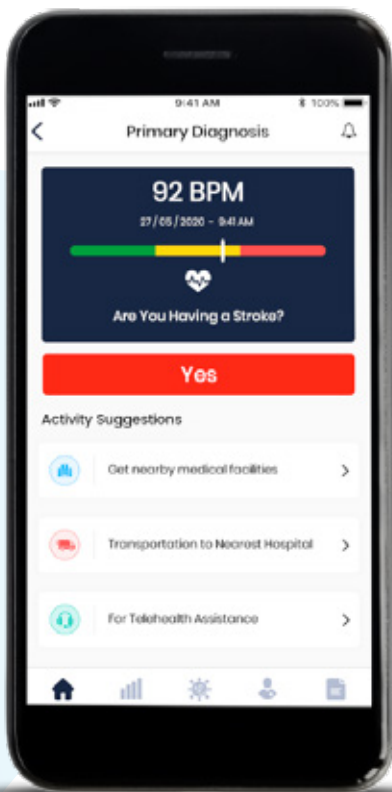 9:41 AM 100%
Primary Diagnosis
92 BPM
27/05/2020 - 9:41 AM
Are You Having a Stroke?
Yes
Activity Suggestions
Get nearby medical facilities
Transportation to Nearest Hospital
For Telehealth Assistance